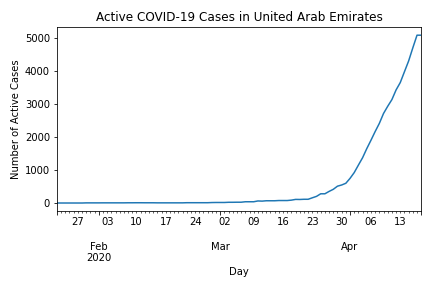 Active COVID-19 Cases in United Arab Emirates
Number of Active Cases
5000
4000
3000
2000
1000
0
27 03 10 17 24 02 09 16 23 30 06 13
Feb Mar Apr
2020
Day